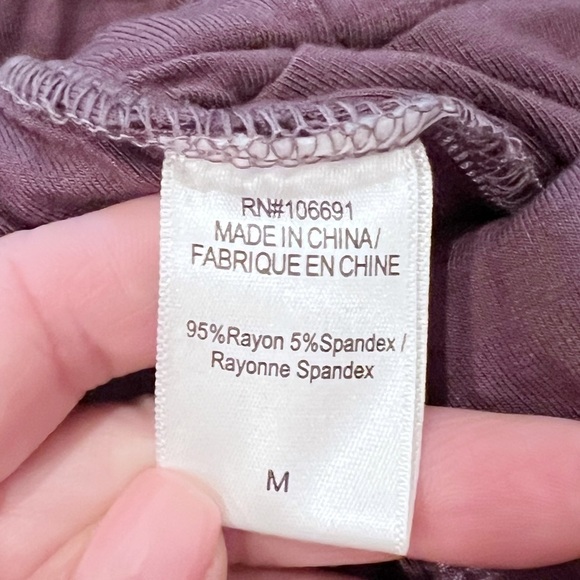 RN#106691
MADE IN CHINA/
FABRIQUE EN CHINE
95%Rayon 5%Spandex /
Rayonne Spandex
M